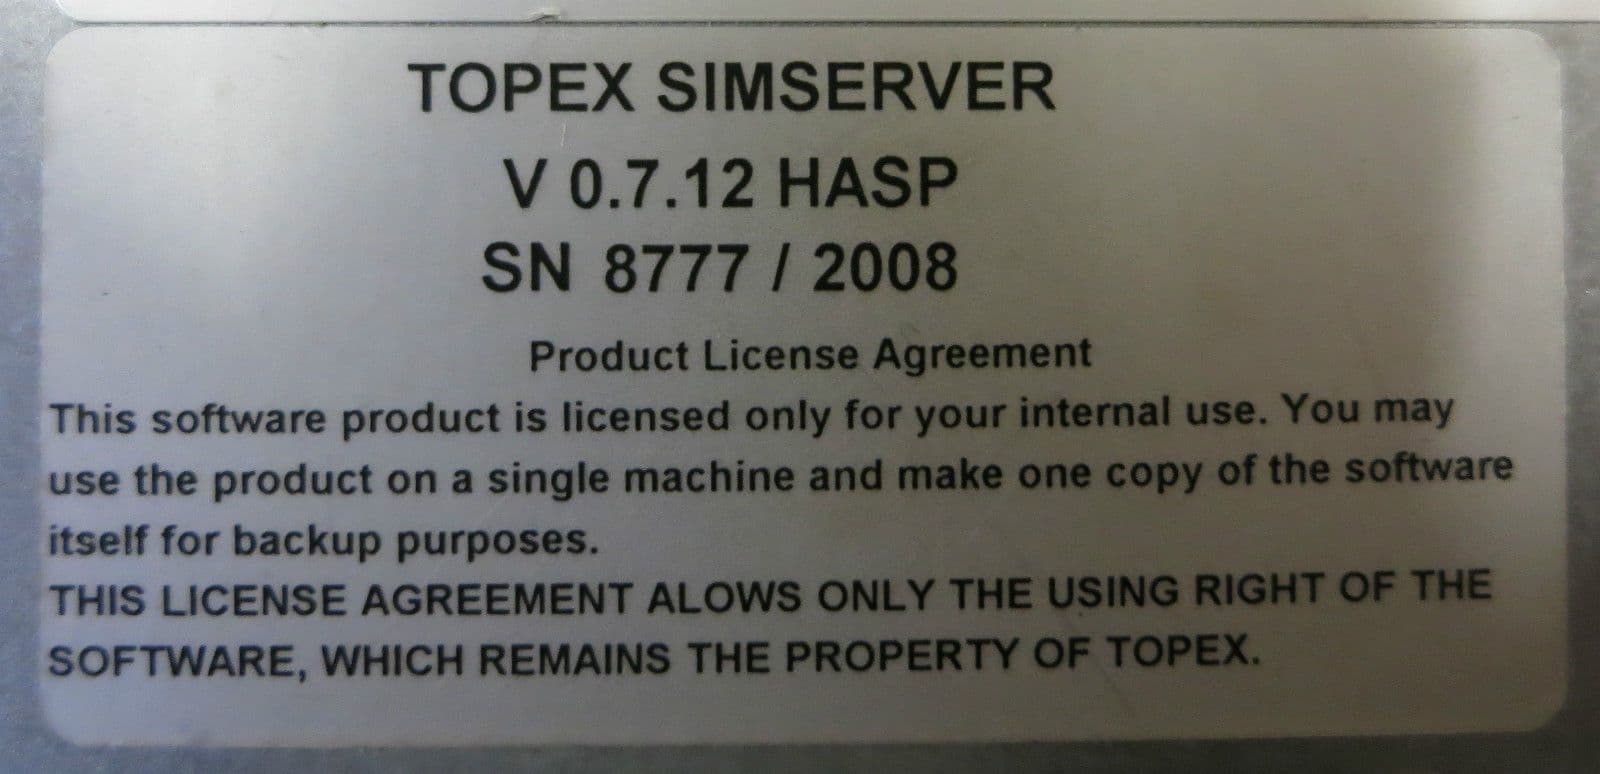 TOPEX SIMSERVER
V 0.7.12 HASP
SN 8777 / 2008
Product License Agreement
This software product is licensed only for your internal use. You may
use the product on a single machine and make one copy of the software
itself for backup purposes.
THIS LICENSE AGREEMENT ALOWS ONLY THE USING RIGHT OF THE
SOFTWARE, WHICH REMAINS THE PROPERTY OF TOPEX.